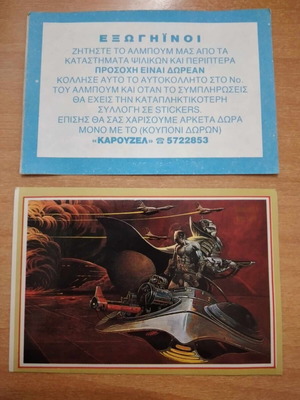 ΕΞΩΓΗΪΝΟΙ
ΖΗΤΗΣΤΕ ΤΟ ΑΛΜΠΟΥΜ ΜΑΣ ΑΠΟ ΤΑ
ΚΑΤΑΣΤΗΜΑΤΑ ΨΙΛΙΚΩΝ ΚΑΙ ΠΕΡΙΠΤΕΡΑ
ΠΡΟΣΟΧΗ ΕΙΝΑΙ ΔΩΡΕΑΝ
ΚΟΛΛΗΣΕ ΑΥΤΟ ΤΟ ΑΥΤΟΚΟΛΛΗΤΟ ΣΤΟ Νο.
ΤΟΥ ΑΛΜΠΟΥΜ ΚΑΙ ΟΤΑΝ ΤΟ ΣΥΜΠΛΗΡΩΣΕΙΣ
ΘΑ ΕΧΕΙΣ ΤΗΝ ΚΑΤΑΠΛΗΚΤΙΚΟΤΕΡΗ
ΣΥΛΛΟΓΗ ΣΕ STICKERS.
ΕΠΙΣΗΣ ΘΑ ΣΑΣ ΧΑΡΙΣΟΥΜΕ ΑΡΚΕΤΑ ΔΩΡΑ
ΜΟΝΟ ΜΕ ΤΟ (ΚΟΥΠΟΝΙ ΔΩΡΩΝ)
«ΚΑΡΟΥΖΕΛ» ☎ 5722853